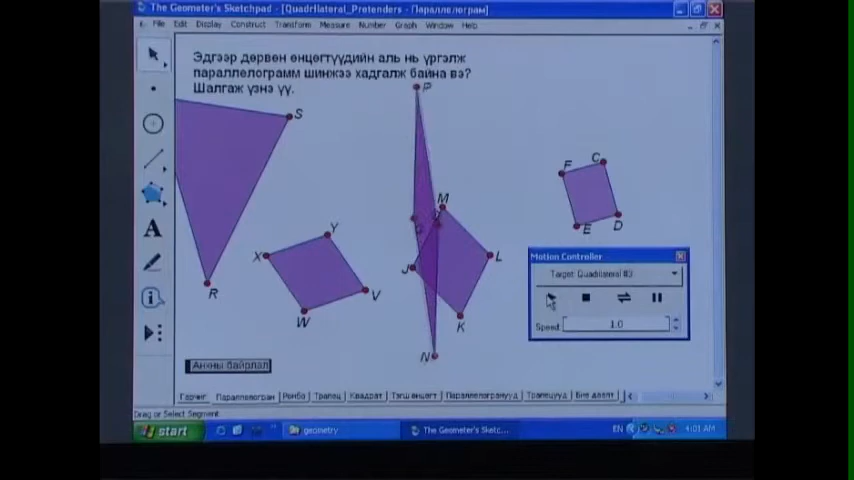 The Geometer's Sketchpad - [Quadrilateral_Pretenders - Параллелограм]
File Edit Display Construct Transform Measure Number Graph Window Help
Эдгээр дөрвөн өнцөгтүүдийн аль нь үргэлж
параллелограмм шинжээ хадгалж байна вэ?
Шалгаж үзнэ үү.
P
S
F C
M
E D
Y
X
L
J
R
V
W
K
N
Motion Controller
Target: Quadrilateral #3
Speed: 1.0
Анхны байрлал
Параллелограм Ромбо Трапец Квадрат Тэгш өнцөгт Параллелограмууд Трапецууд
Drag or Select Segment
start geometry The Geometer's Sketc... EN 4:01 AM